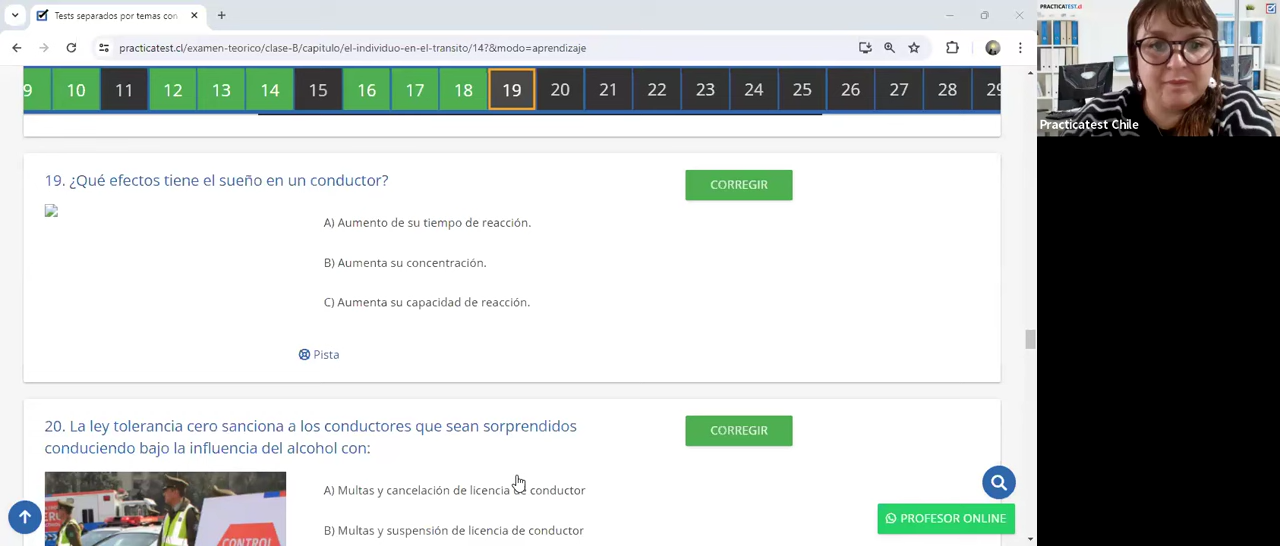 Tests separados por temas con
practicatest.cl/examen-teorico/clase-B/capitulo/el-individuo-en-el-transito/147?&modo=aprendizaje
9 10 11 12 13 14 15 16 17 18 19 20 21 22 23 24 25 26 27 28 29
19. ¿Qué efectos tiene el sueño en un conductor?
CORREGIR
A) Aumento de su tiempo de reacción.
B) Aumenta su concentración.
C) Aumenta su capacidad de reacción.
Pista
20. La ley tolerancia cero sanciona a los conductores que sean sorprendidos
conduciendo bajo la influencia del alcohol con:
CORREGIR
A) Multas y cancelación de licencia de conductor
B) Multas y suspensión de licencia de conductor
CONTROL
PROFESOR ONLINE
PRACTICATEST.cl
Practicatest Chile